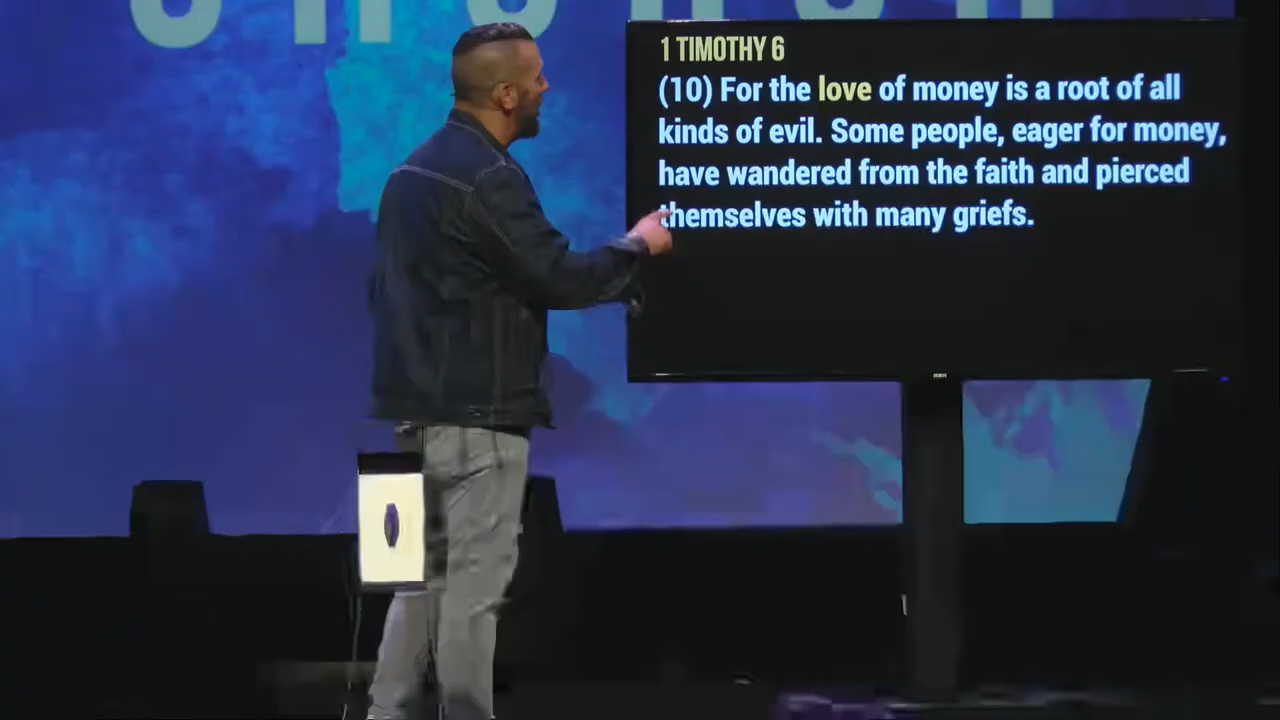 1 TIMOTHY 6
(10) For the love of money is a root of all
kinds of evil. Some people, eager for money,
have wandered from the faith and pierced
themselves with many griefs.